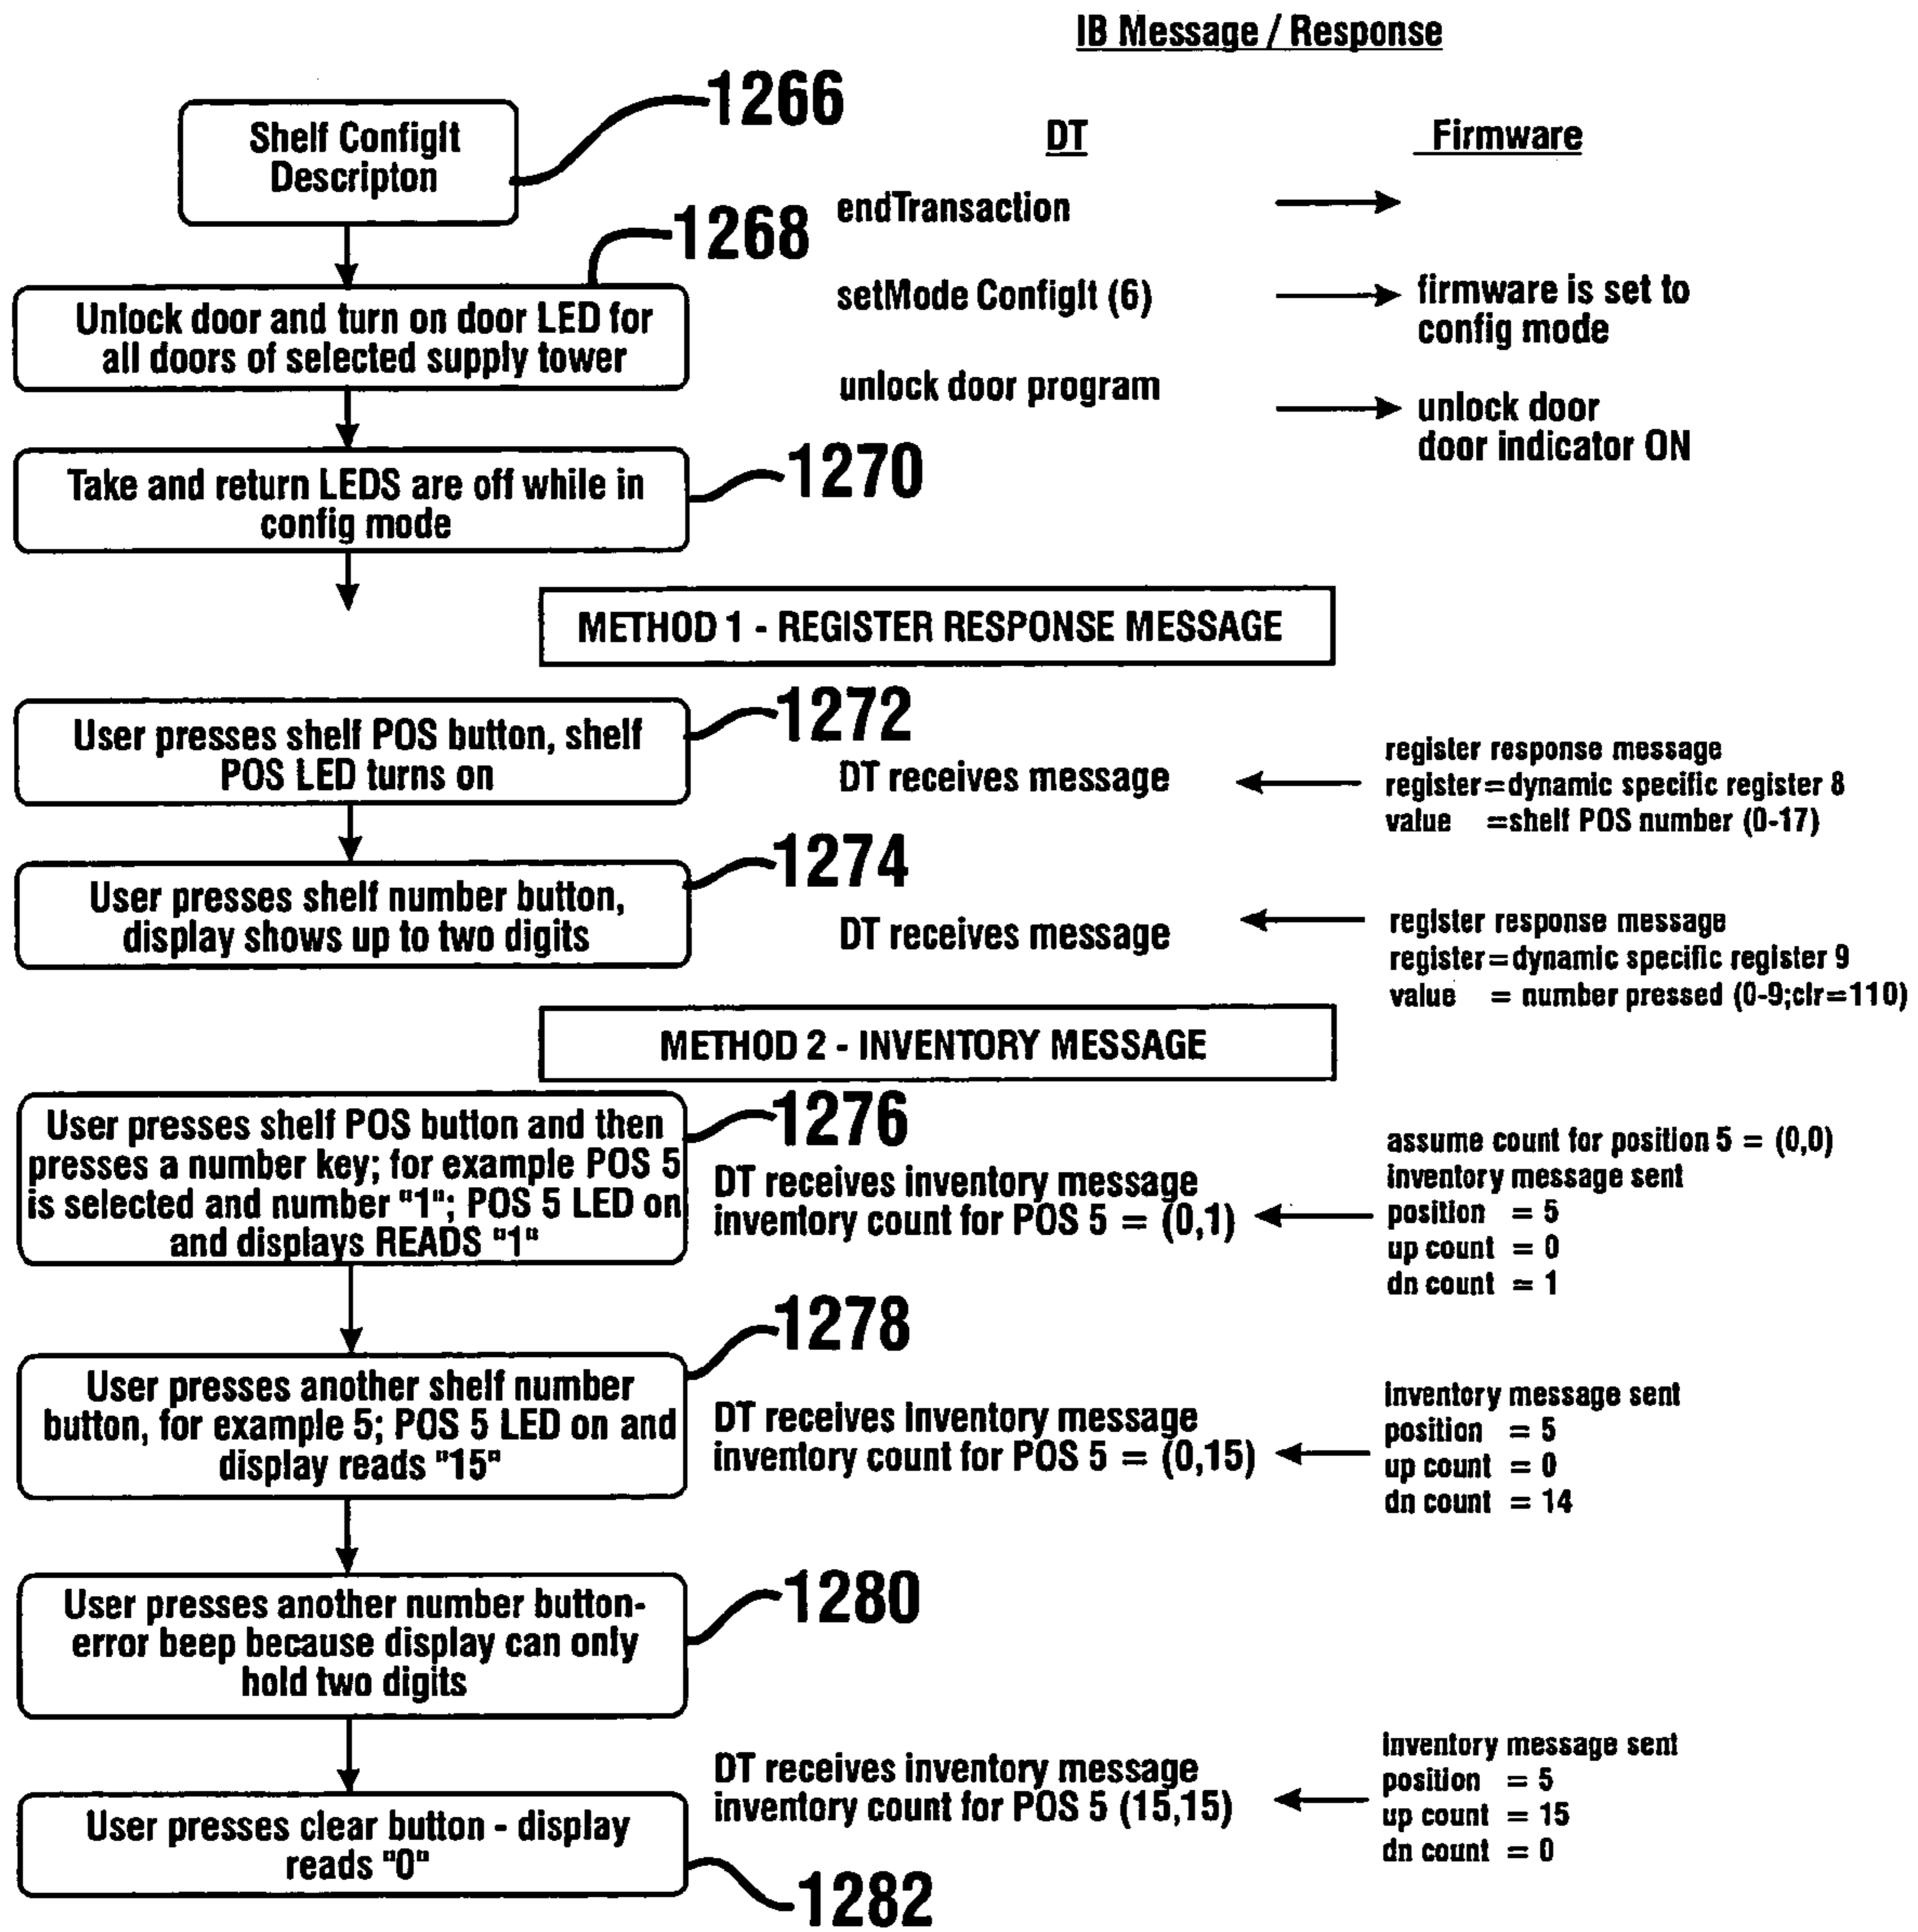 IB Message / Response
1266
Shelf ConfigIt
Descripton
DT
Firmware
endTransaction
1268
Unlock door and turn on door LED for
all doors of selected supply tower
setMode ConfigIt (6)
firmware is set to
config mode
unlock door program
unlock door
door indicator ON
1270
Take and return LEDS are off while in
config mode
METHOD 1 - REGISTER RESPONSE MESSAGE
1272
User presses shelf POS button, shelf
POS LED turns on
DT receives message
register response message
register=dynamic specific register 8
value =shelf POS number (0-17)
1274
User presses shelf number button,
display shows up to two digits
DT receives message
register response message
register=dynamic specific register 9
value = number pressed (0-9;clr=110)
METHOD 2 - INVENTORY MESSAGE
1276
User presses shelf POS button and then
presses a number key; for example POS 5
is selected and number "1"; POS 5 LED on
and displays READS "1"
DT receives inventory message
inventory count for POS 5 = (0,1)
assume count for position 5 = (0,0)
inventory message sent
position = 5
up count = 0
dn count = 1
1278
User presses another shelf number
button, for example 5; POS 5 LED on and
display reads "15"
DT receives inventory message
inventory count for POS 5 = (0,15)
inventory message sent
position = 5
up count = 0
dn count = 14
1280
User presses another number button-
error beep because display can only
hold two digits
DT receives inventory message
inventory count for POS 5 (15,15)
inventory message sent
position = 5
up count = 15
dn count = 0
User presses clear button - display
reads "0"
1282